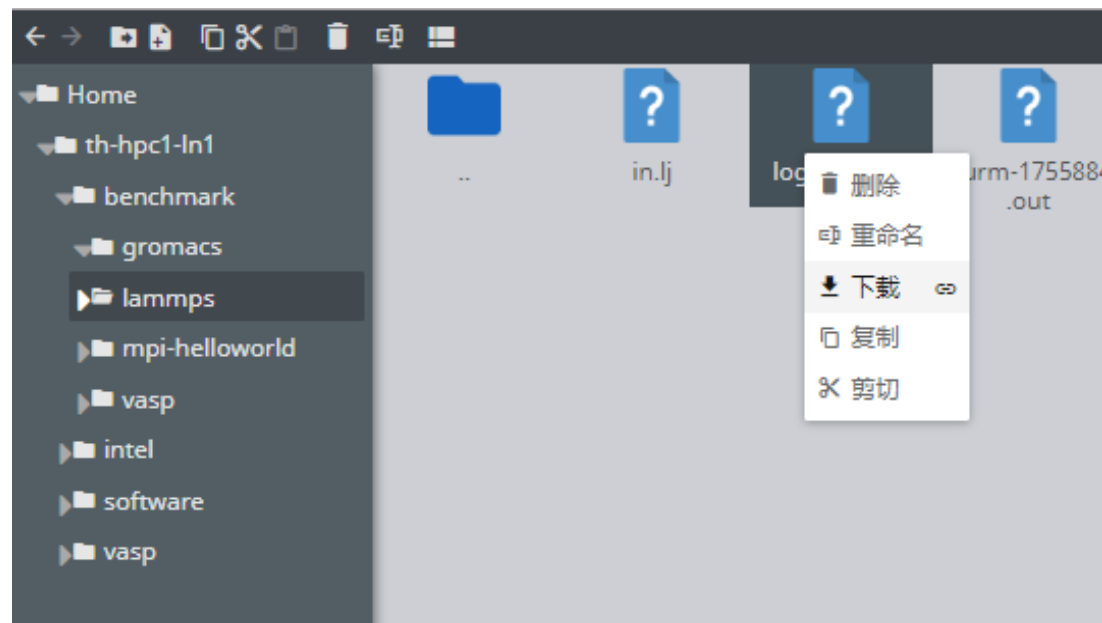 Home
th-hpc1-ln1
benchmark
gromacs
lammps
mpi-helloworld
vasp
intel
software
vasp
..
in.lj
log
urm-1755884
.out
删除
重命名
下载
复制
剪切